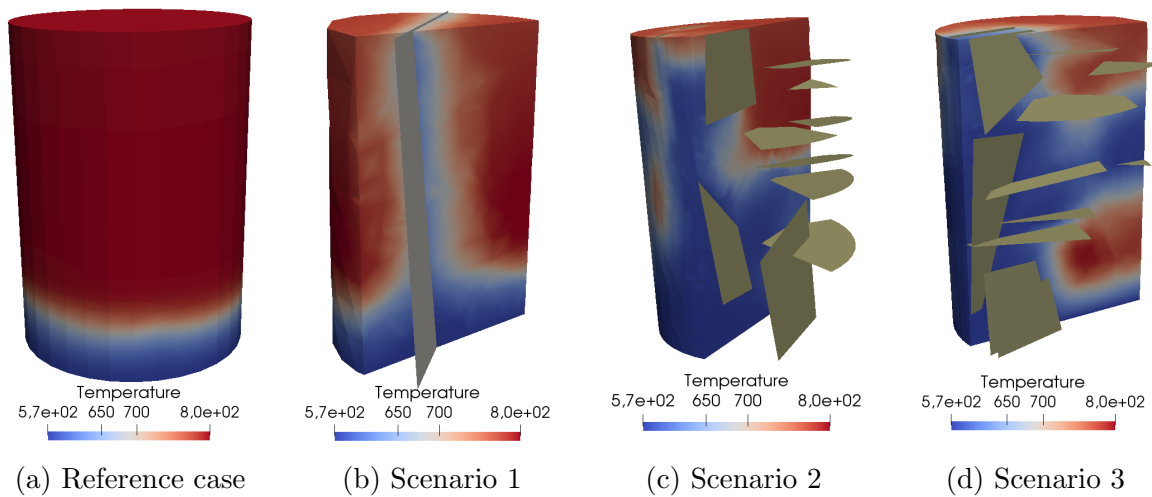 Temperature Temperature Temperature Temperature
5,7e+02 650 700 8,0e+02 5,7e+02 650 700 8,0e+02 5,7e+02 650 700 8,0e+02 5,7e+02 650 700 8,0e+02
(a) Reference case (b) Scenario 1 (c) Scenario 2 (d) Scenario 3